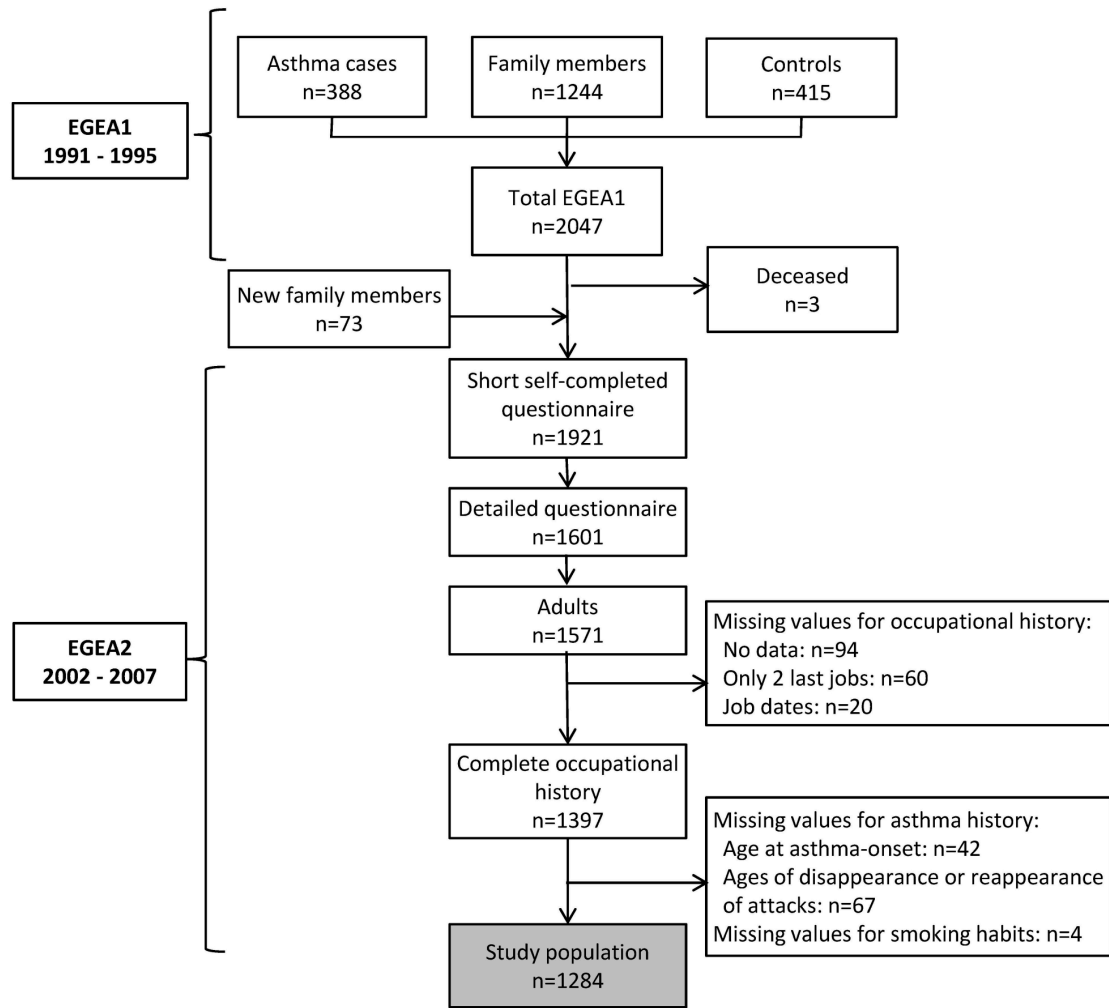 Asthma cases
n=388
Family members
n=1244
Controls
n=415
EGEA1
1991 - 1995
Total EGEA1
n=2047
Deceased
n=3
New family members
n=73
Short self-completed
questionnaire
n=1921
Detailed questionnaire
n=1601
Adults
n=1571
Missing values for occupational history:
No data: n=94
Only 2 last jobs: n=60
Job dates: n=20
EGEA2
2002 - 2007
Complete occupational
history
n=1397
Missing values for asthma history:
Age at asthma-onset: n=42
Ages of disappearance or reappearance
of attacks: n=67
Missing values for smoking habits: n=4
Study population
n=1284